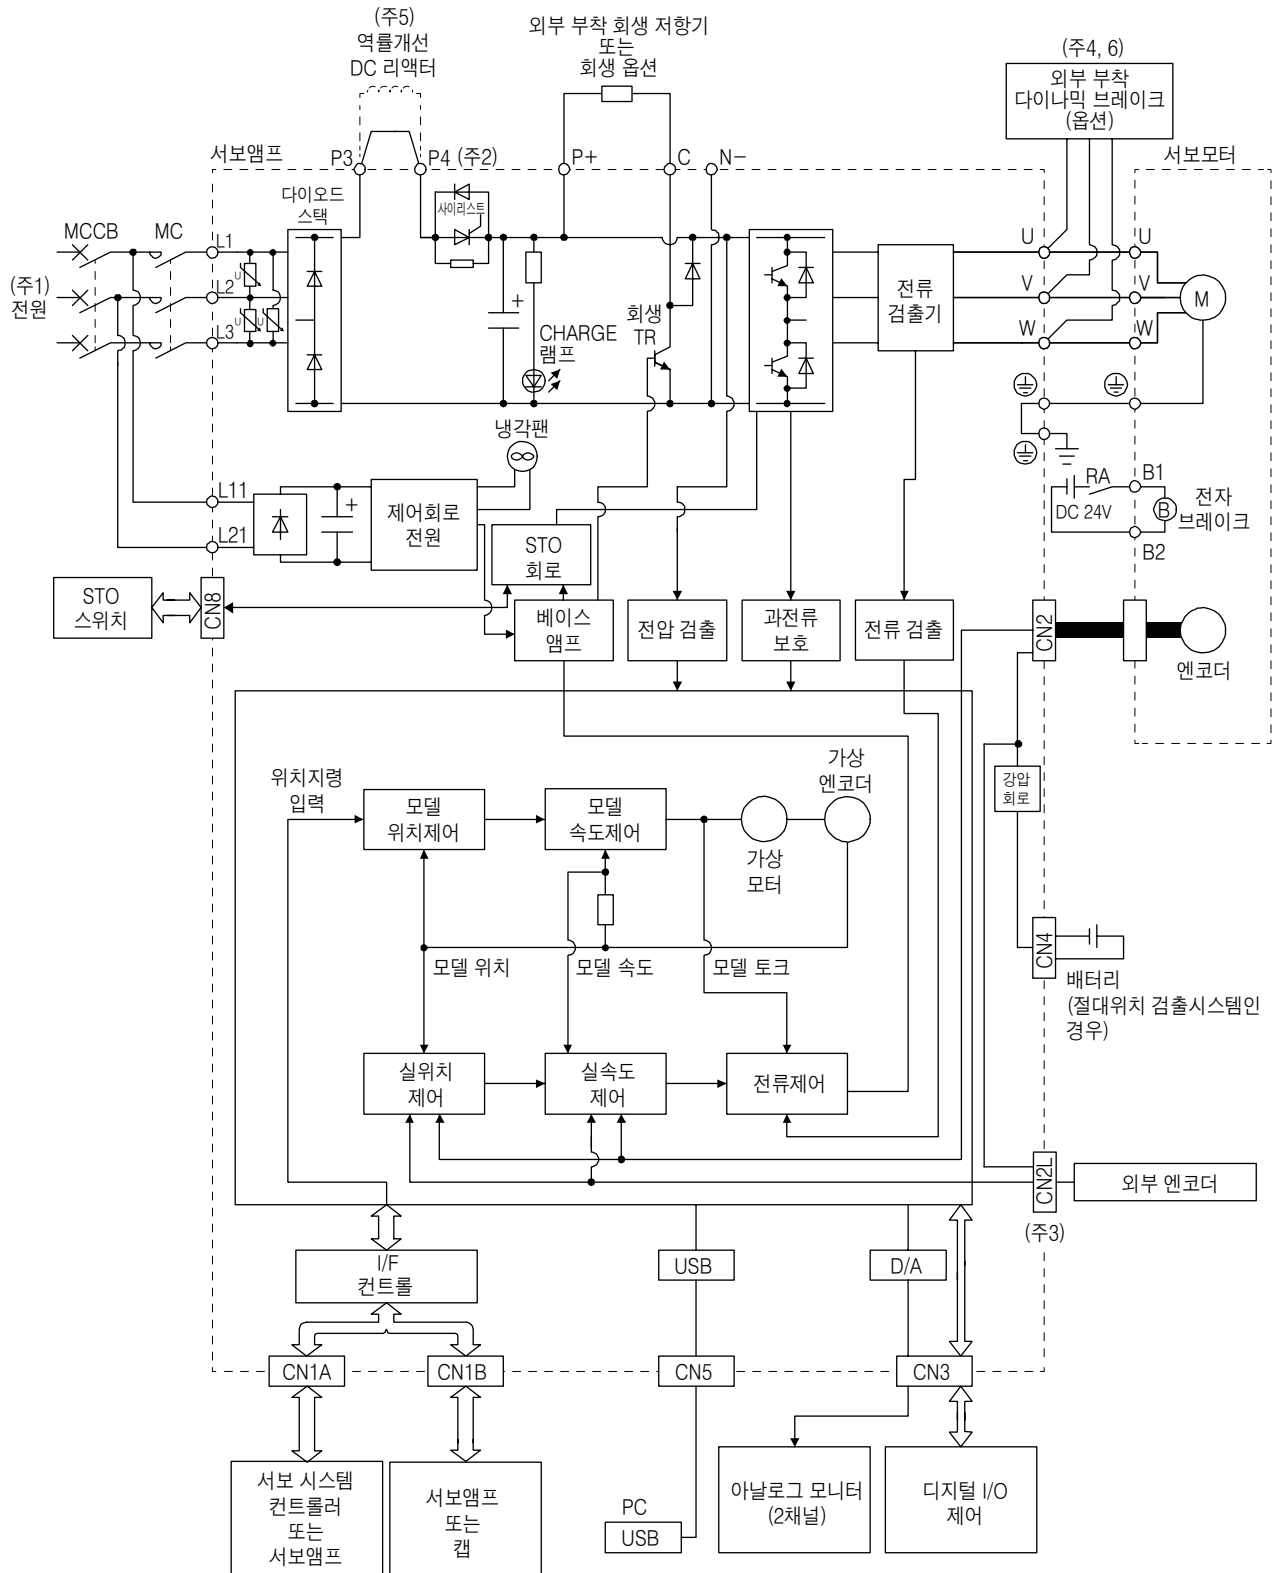 (주5)
역률개선
DC 리액터
외부 부착 회생 저항기
또는
회생 옵션
(주4, 6)
외부 부착
다이나믹 브레이크
(옵션)
서보앰프
P3
P4 (주2)
P+
C
N−
서보모터
다이오드
스택
사이리스트
MCCB
MC
L1
L2
L3
U
U
U
(주1)
전원
+
CHARGE
램프
회생
TR
전류
검출기
U
V
W
U
V
W
M
냉각팬
L11
L21
+
제어회로
전원
STO
회로
RA
DC 24V
B1
B
B2
전자
브레이크
STO
스위치
CN8
베이스
앰프
전압 검출
과전류
보호
전류 검출
CN2
엔코더
위치지령
입력
모델
위치제어
모델
속도제어
가상
모터
가상
엔코더
강압
회로
모델 위치
모델 속도
모델 토크
CN4
배터리
(절대위치 검출시스템인
경우)
실위치
제어
실속도
제어
전류제어
CN2L
외부 엔코더
(주3)
I/F
컨트롤
USB
D/A
CN1A
CN1B
CN5
CN3
서보 시스템
컨트롤러
또는
서보앰프
서보앰프
또는
캡
PC
USB
아날로그 모니터
(2채널)
디지털 I/O
제어